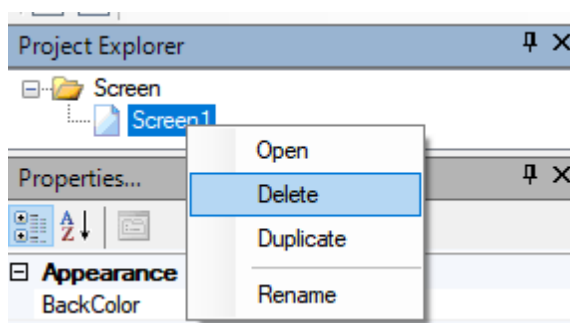 Project Explorer
Screen
Screen1
Open
Properties...
Delete
Duplicate
Appearance
BackColor
Rename